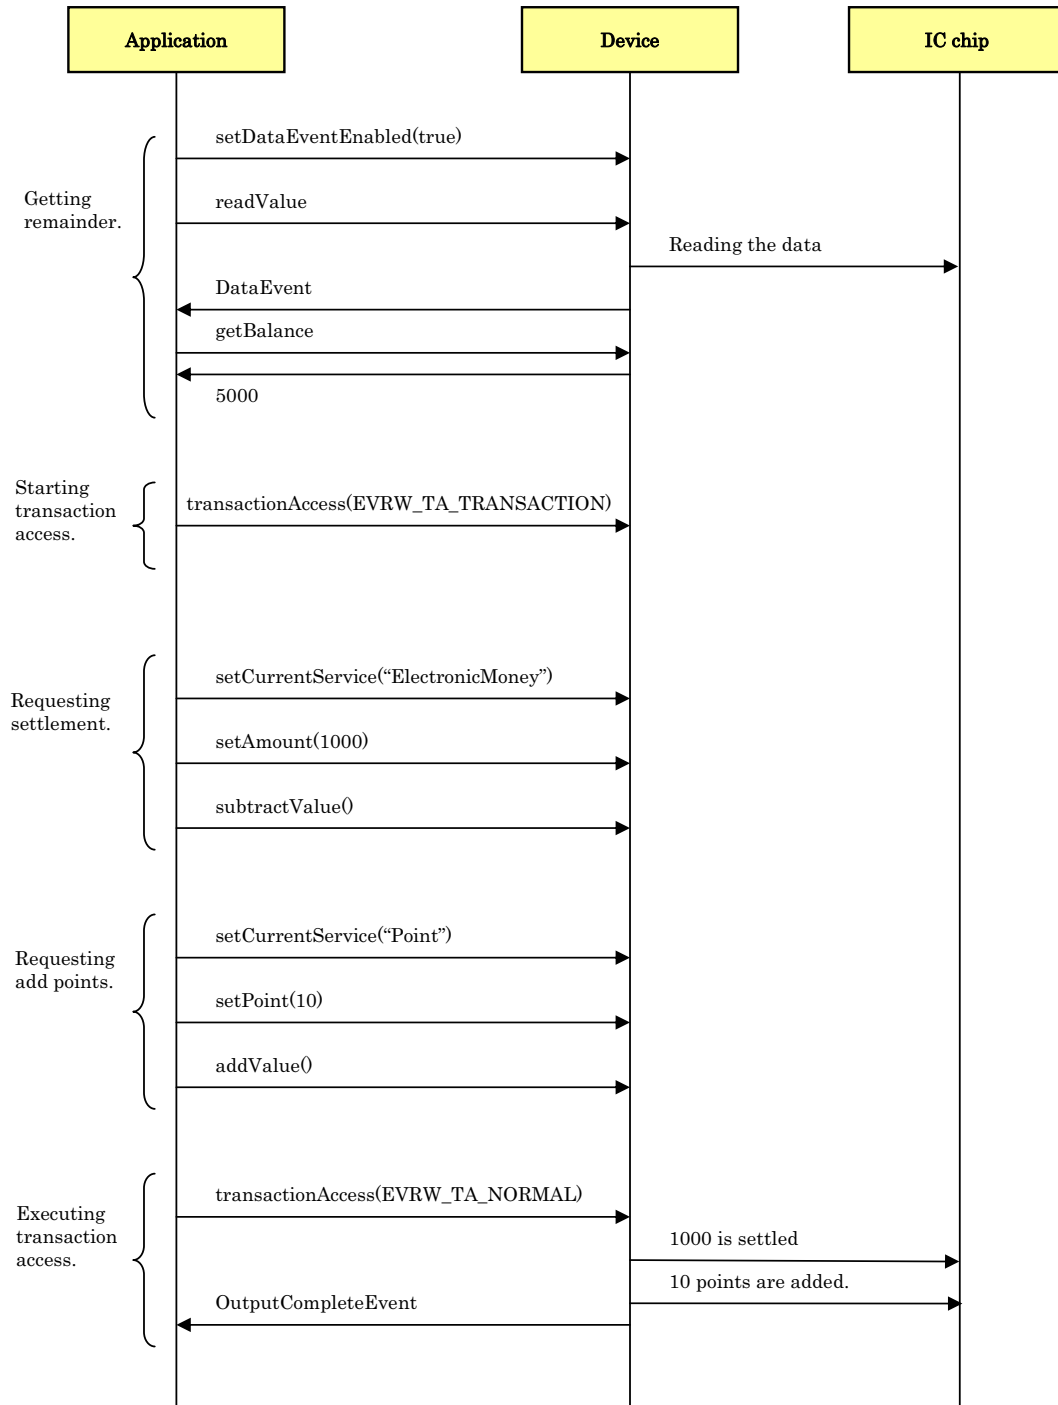 Application
Device
IC chip
setDataEventEnabled(true)
Getting
remainder.
readValue
Reading the data
DataEvent
getBalance
5000
Starting
transaction
access.
transactionAccess(EVRW_TA_TRANSACTION)
setCurrentService(“ElectronicMoney”)
Requesting
settlement.
setAmount(1000)
subtractValue()
setCurrentService(“Point”)
Requesting
add points.
setPoint(10)
addValue()
transactionAccess(EVRW_TA_NORMAL)
Executing
transaction
access.
1000 is settled
10 points are added.
OutputCompleteEvent